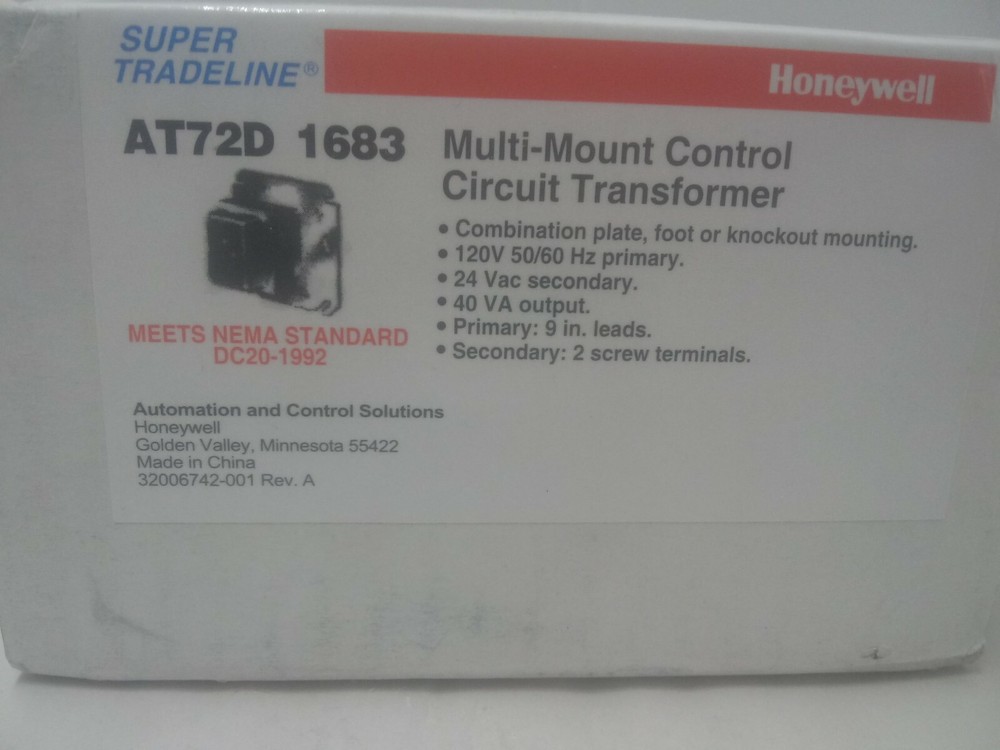 SUPER
TRADELINE®
Honeywell
AT72D 1683
Multi-Mount Control
Circuit Transformer
• Combination plate, foot or knockout mounting.
• 120V 50/60 Hz primary.
• 24 Vac secondary.
• 40 VA output.
• Primary: 9 in. leads.
• Secondary: 2 screw terminals.
MEETS NEMA STANDARD
DC20-1992
Automation and Control Solutions
Honeywell
Golden Valley, Minnesota 55422
Made in China
32006742-001 Rev. A